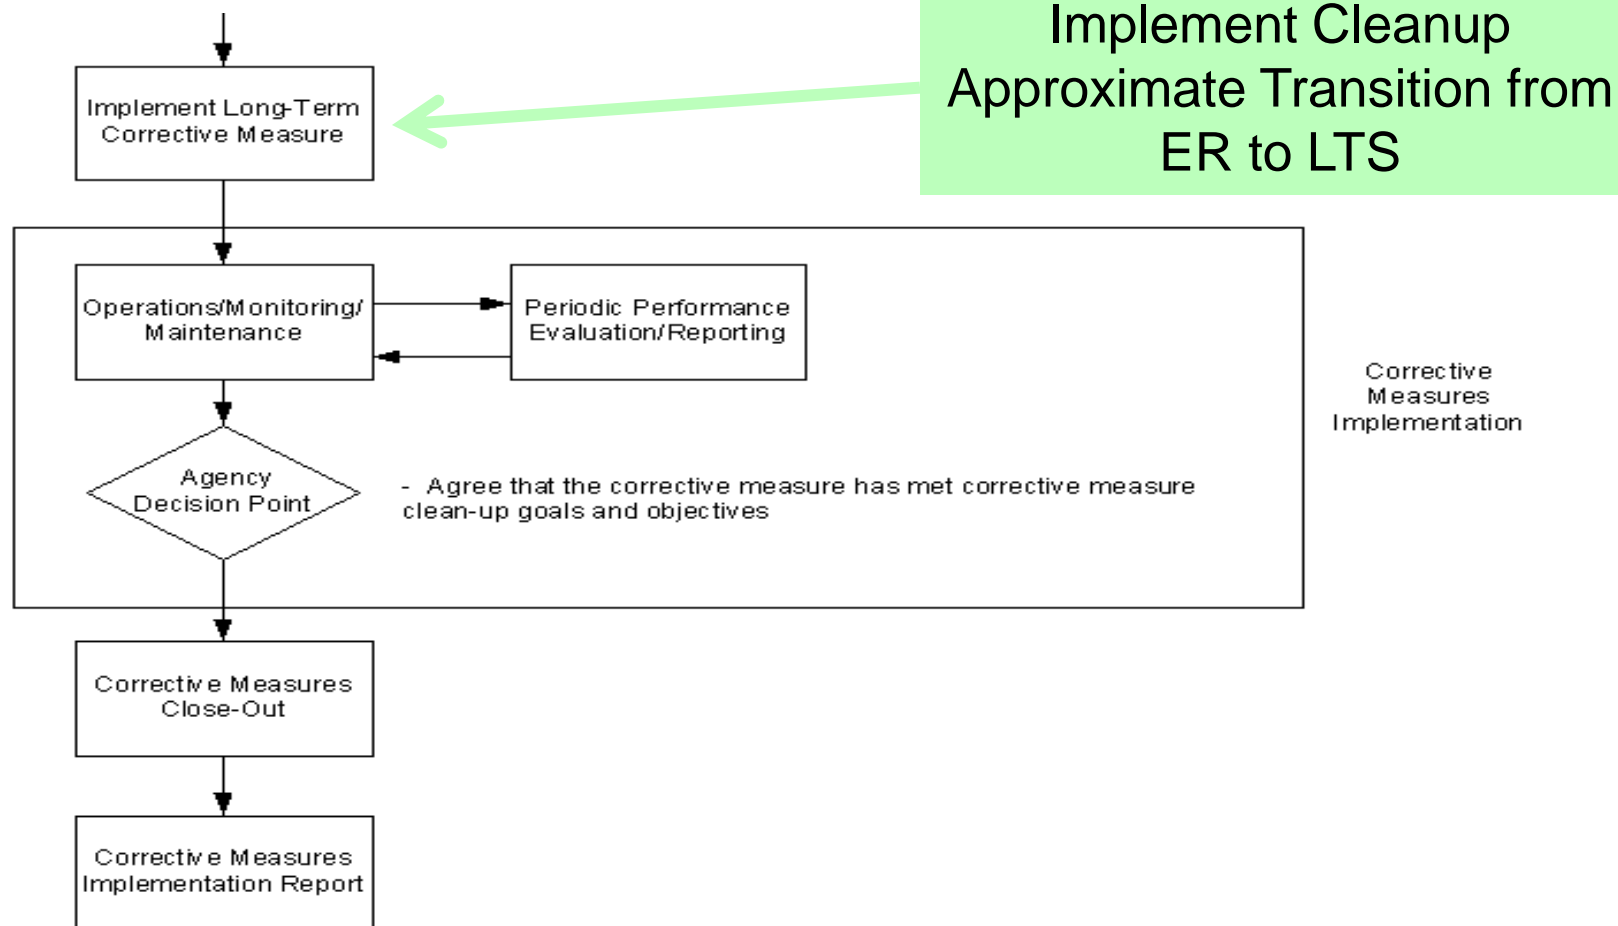 Implement Cleanup
Approximate Transition from
ER to LTS
Implement Long-Term
Corrective Measure
Operations/Monitoring/
Maintenance
Periodic Performance
Evaluation/Reporting
Corrective
Measures
Implementation
Agency
Decision Point
- Agree that the corrective measure has met corrective measure
clean-up goals and objectives
Corrective Measures
Close-Out
Corrective Measures
Implementation Report